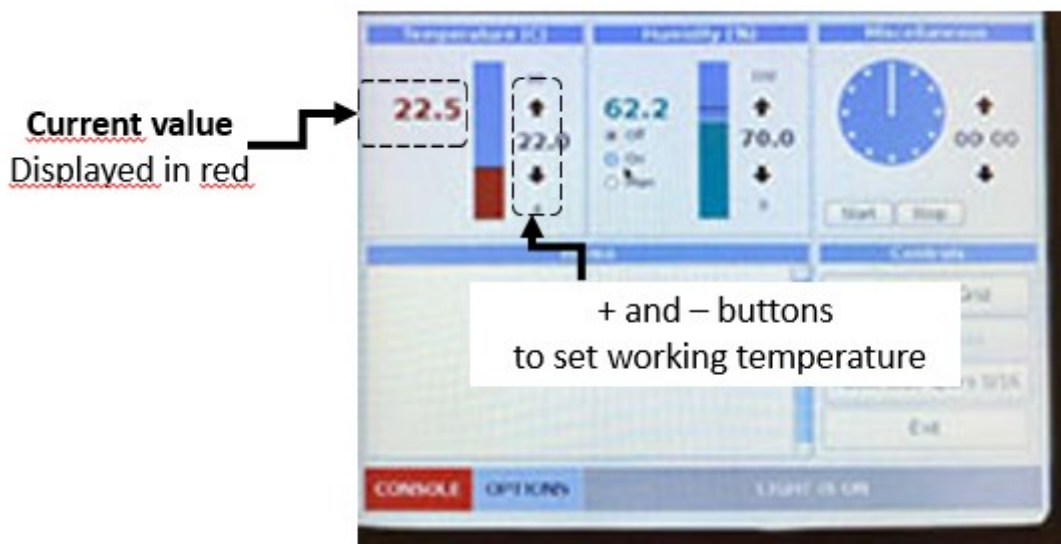 Temperature (C)
Humidity (%)
Miscellaneous
Current value
Displayed in red
22.5
22.0
62.2
Off
On
70.0
00 00
Start
Stop
Controls
+ and – buttons
to set working temperature
Exit
CONSOLE
OPTIONS
LIGHT IS ON